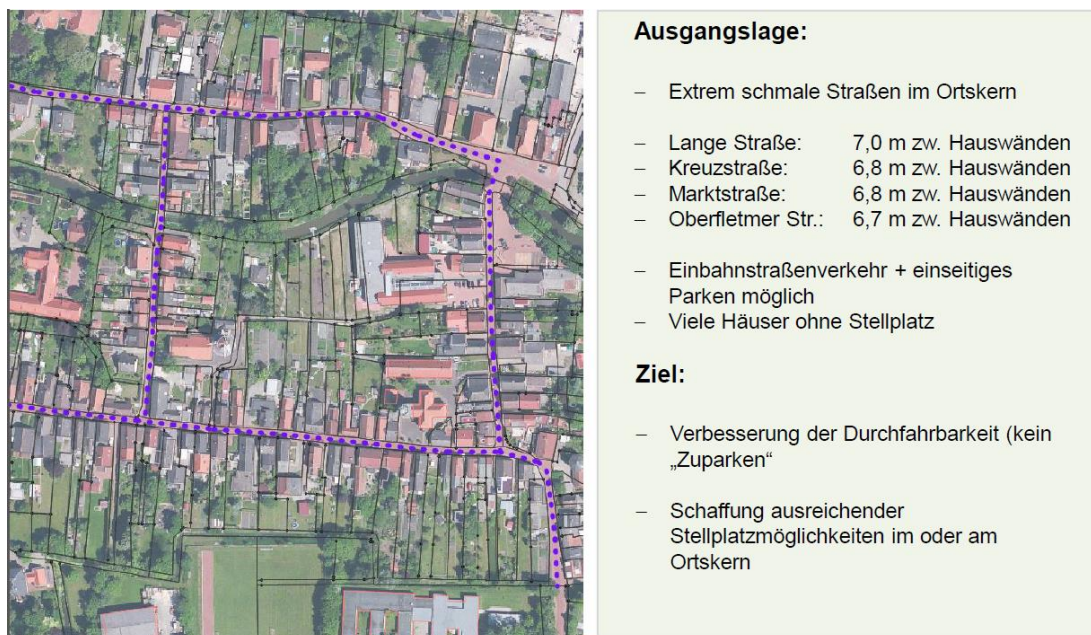 Ausgangslage:
– Extrem schmale Straßen im Ortskern
– Lange Straße: 7,0 m zw. Hauswänden
– Kreuzstraße: 6,8 m zw. Hauswänden
– Marktstraße: 6,8 m zw. Hauswänden
– Oberfletmer Str.: 6,7 m zw. Hauswänden
– Einbahnstraßenverkehr + einseitiges
Parken möglich
– Viele Häuser ohne Stellplatz
Ziel:
– Verbesserung der Durchfahrbarkeit (kein
„Zuparken“
– Schaffung ausreichender
Stellplatzmöglichkeiten im oder am
Ortskern